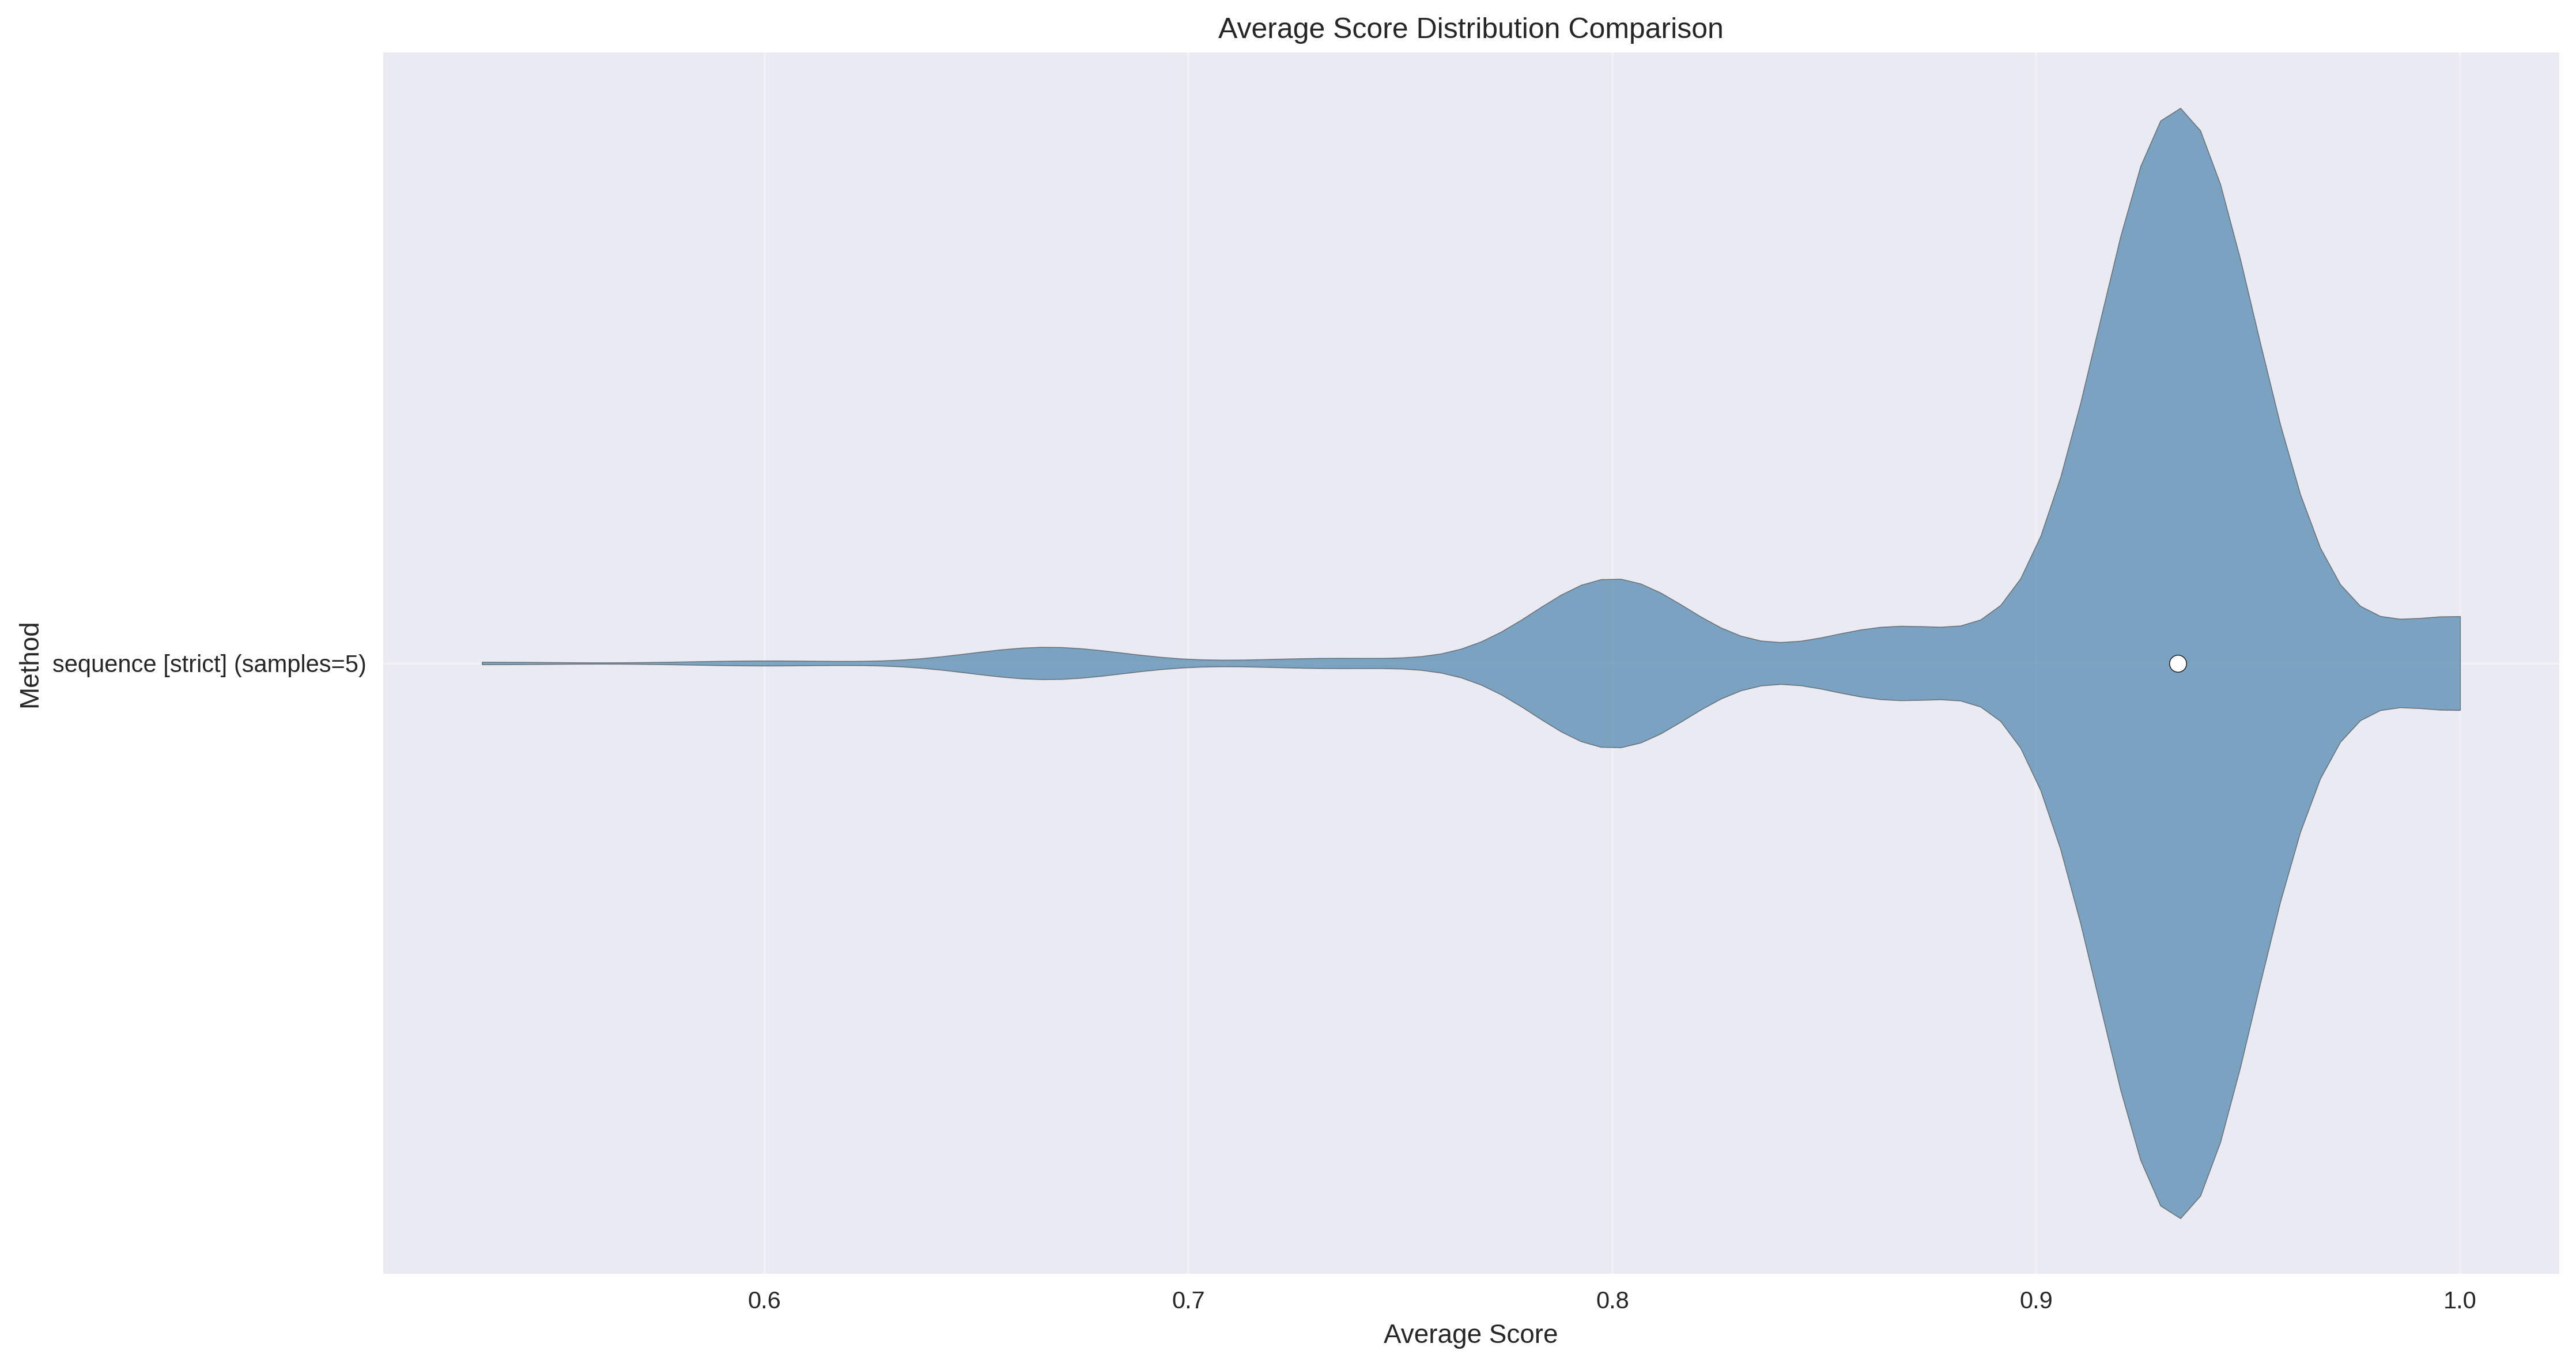 Average Score Distribution Comparison
Method
sequence [strict] (samples=5)
0.6 0.7 0.8 0.9 1.0
Average Score